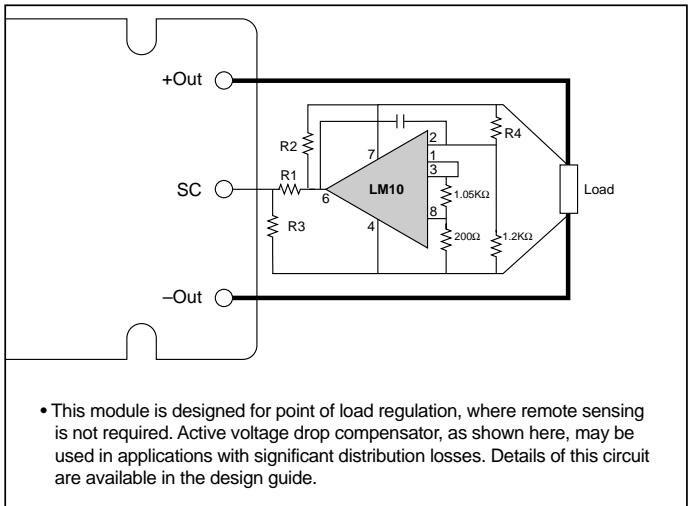 +Out
R2
R4
7
2
1
3
R1
LM10
SC
6
1.05KΩ
Load
R3
4
8
200Ω
1.2KΩ
–Out
• This module is designed for point of load regulation, where remote sensing
is not required. Active voltage drop compensator, as shown here, may be
used in applications with significant distribution losses. Details of this circuit
are available in the design guide.